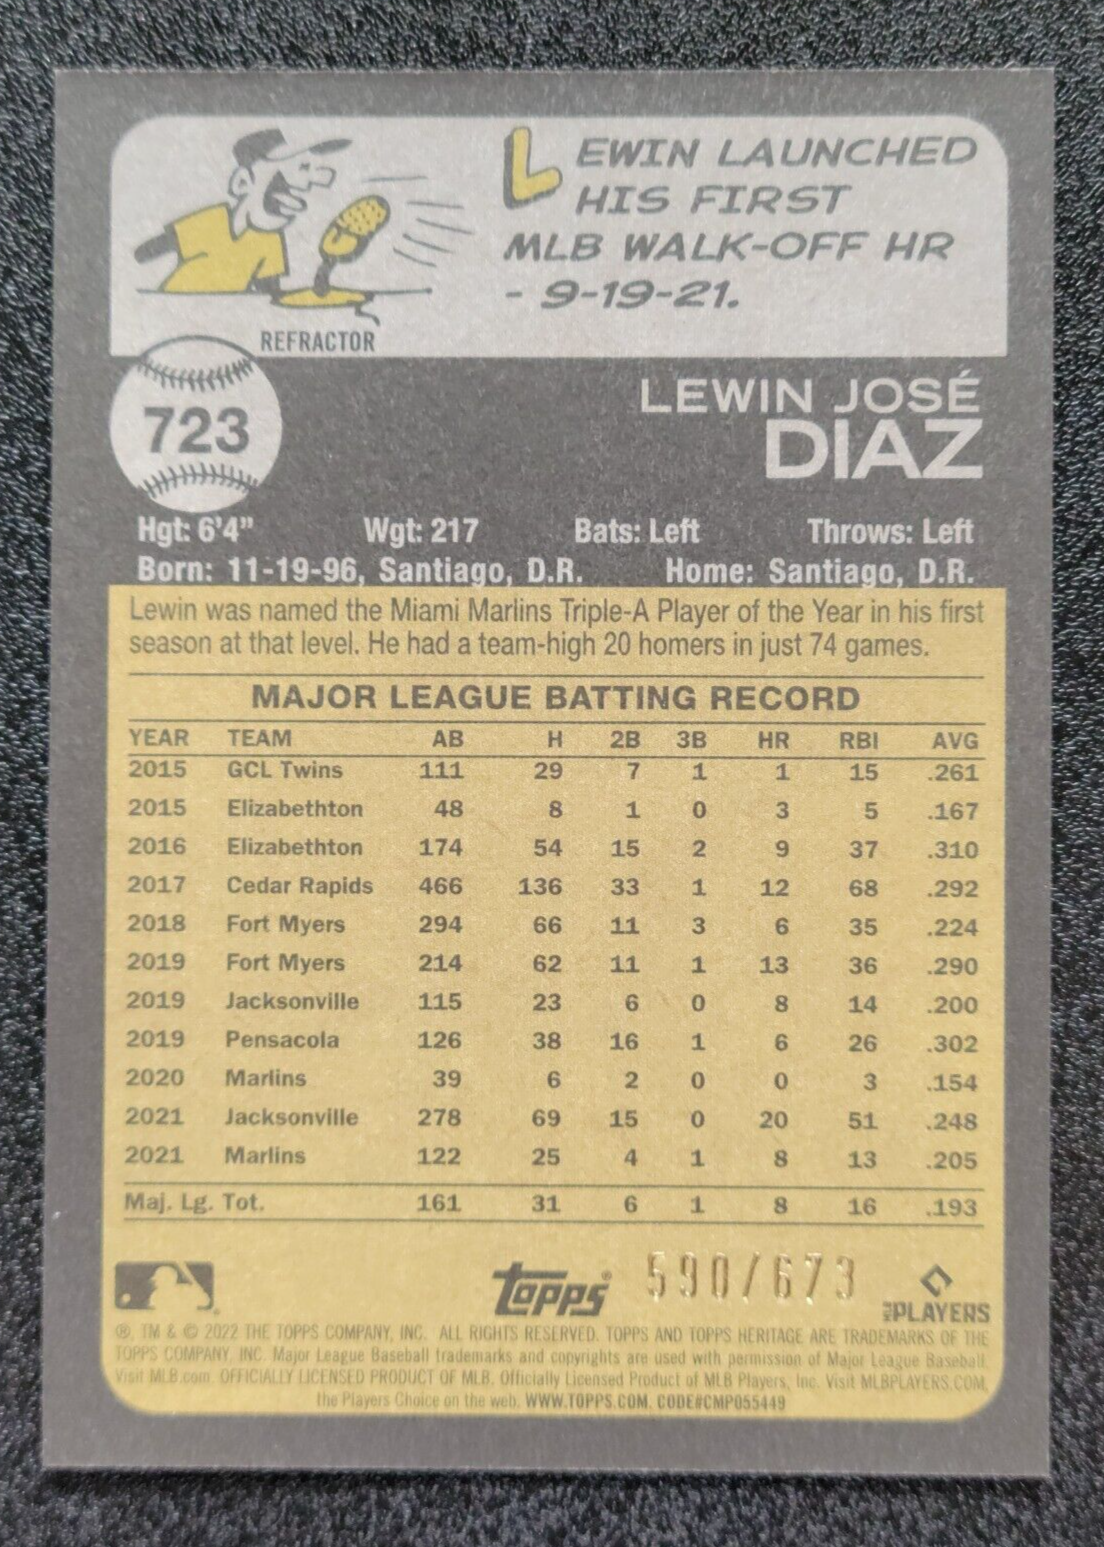 LEWIN LAUNCHED
HIS FIRST
MLB WALK-OFF HR
- 9-19-21.
REFRACTOR
723
LEWIN JOSÉ
DIAZ
Hgt: 6'4" Wgt: 217 Bats: Left Throws: Left
Born: 11-19-96, Santiago, D.R. Home: Santiago, D.R.
Lewin was named the Miami Marlins Triple-A Player of the Year in his first
season at that level. He had a team-high 20 homers in just 74 games.
MAJOR LEAGUE BATTING RECORD
YEAR TEAM AB H 2B 3B HR RBI AVG
2015 GCL Twins 111 29 7 1 1 15 .261
2015 Elizabethton 48 8 1 0 3 5 .167
2016 Elizabethton 174 54 15 2 9 37 .310
2017 Cedar Rapids 466 136 33 1 12 68 .292
2018 Fort Myers 294 66 11 3 6 35 .224
2019 Fort Myers 214 62 11 1 13 36 .290
2019 Jacksonville 115 23 6 0 8 14 .200
2019 Pensacola 126 38 16 1 6 26 .302
2020 Marlins 39 6 2 0 0 3 .154
2021 Jacksonville 278 69 15 0 20 51 .248
2021 Marlins 122 25 4 1 8 13 .205
Maj. Lg. Tot. 161 31 6 1 8 16 .193
Topps® 590/673
MLB PLAYERS
®, TM & © 2022 THE TOPPS COMPANY, INC. ALL RIGHTS RESERVED. TOPPS AND TOPPS HERITAGE ARE TRADEMARKS OF THE
TOPPS COMPANY, INC. Major League Baseball trademarks and copyrights are used with permission of Major League Baseball.
Visit MLB.com. OFFICIALLY LICENSED PRODUCT OF MLB. Officially Licensed Product of MLB Players, Inc. Visit MLBPLAYERS.COM,
the Players Choice on the web. WWW.TOPPS.COM. CODE#CMP055449